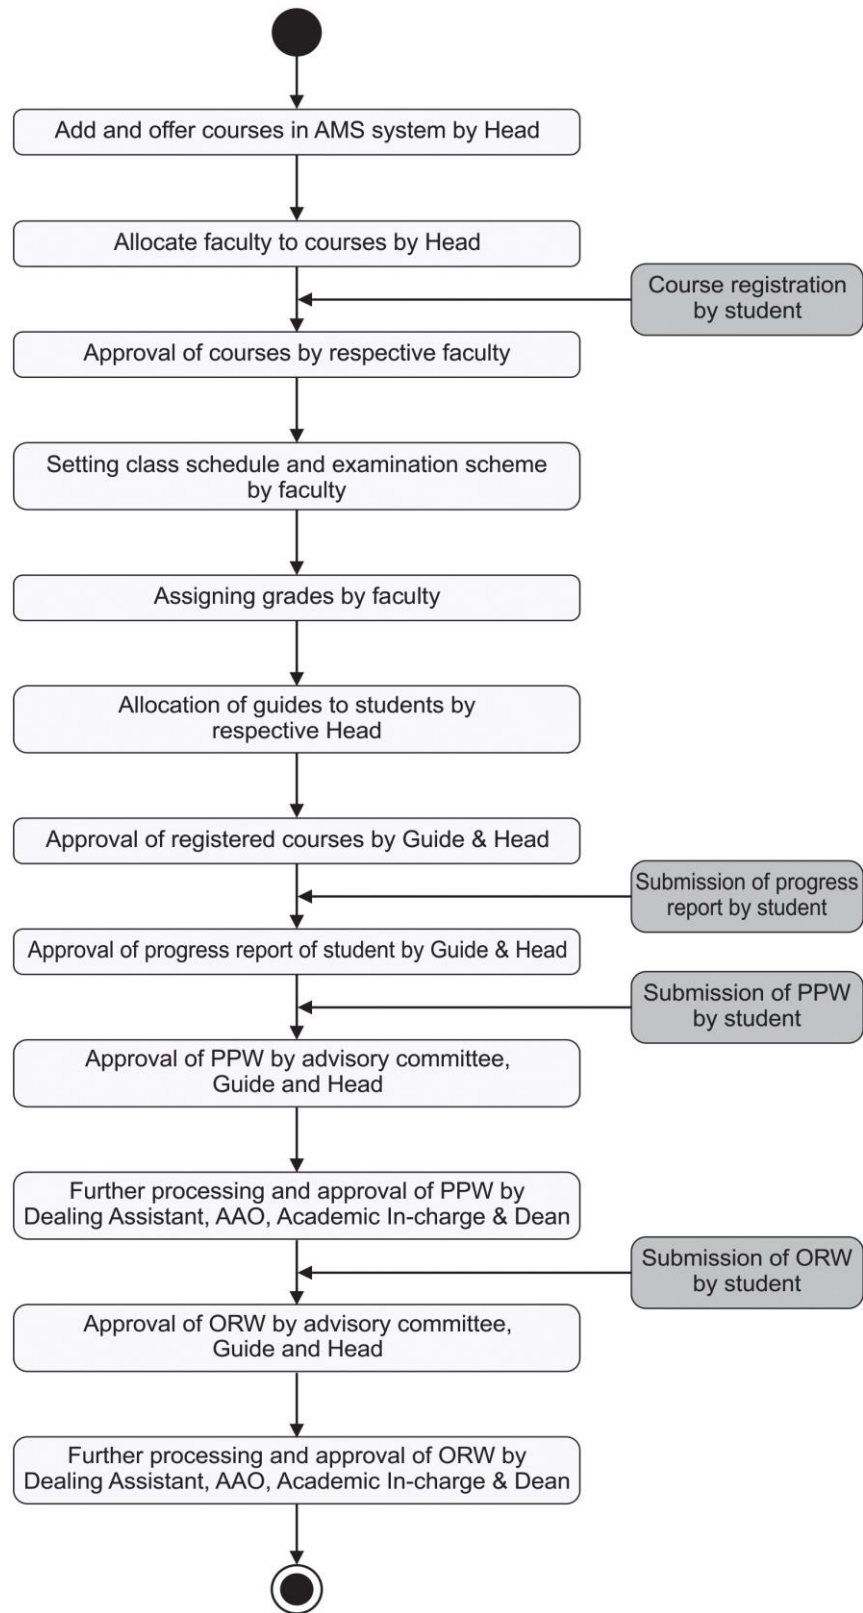 Add and offer courses in AMS system by Head
Allocate faculty to courses by Head
Course registration
by student
Approval of courses by respective faculty
Setting class schedule and examination scheme
by faculty
Assigning grades by faculty
Allocation of guides to students by
respective Head
Approval of registered courses by Guide & Head
Submission of progress
report by student
Approval of progress report of student by Guide & Head
Submission of PPW
by student
Approval of PPW by advisory committee,
Guide and Head
Further processing and approval of PPW by
Dealing Assistant, AAO, Academic In-charge & Dean
Submission of ORW
by student
Approval of ORW by advisory committee,
Guide and Head
Further processing and approval of ORW by
Dealing Assistant, AAO, Academic In-charge & Dean